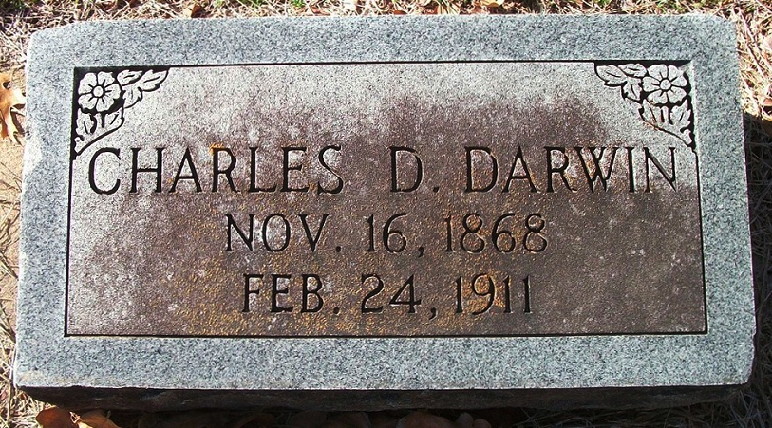 CHARLES D. DARWIN
NOV. 16, 1868
FEB. 24, 1911